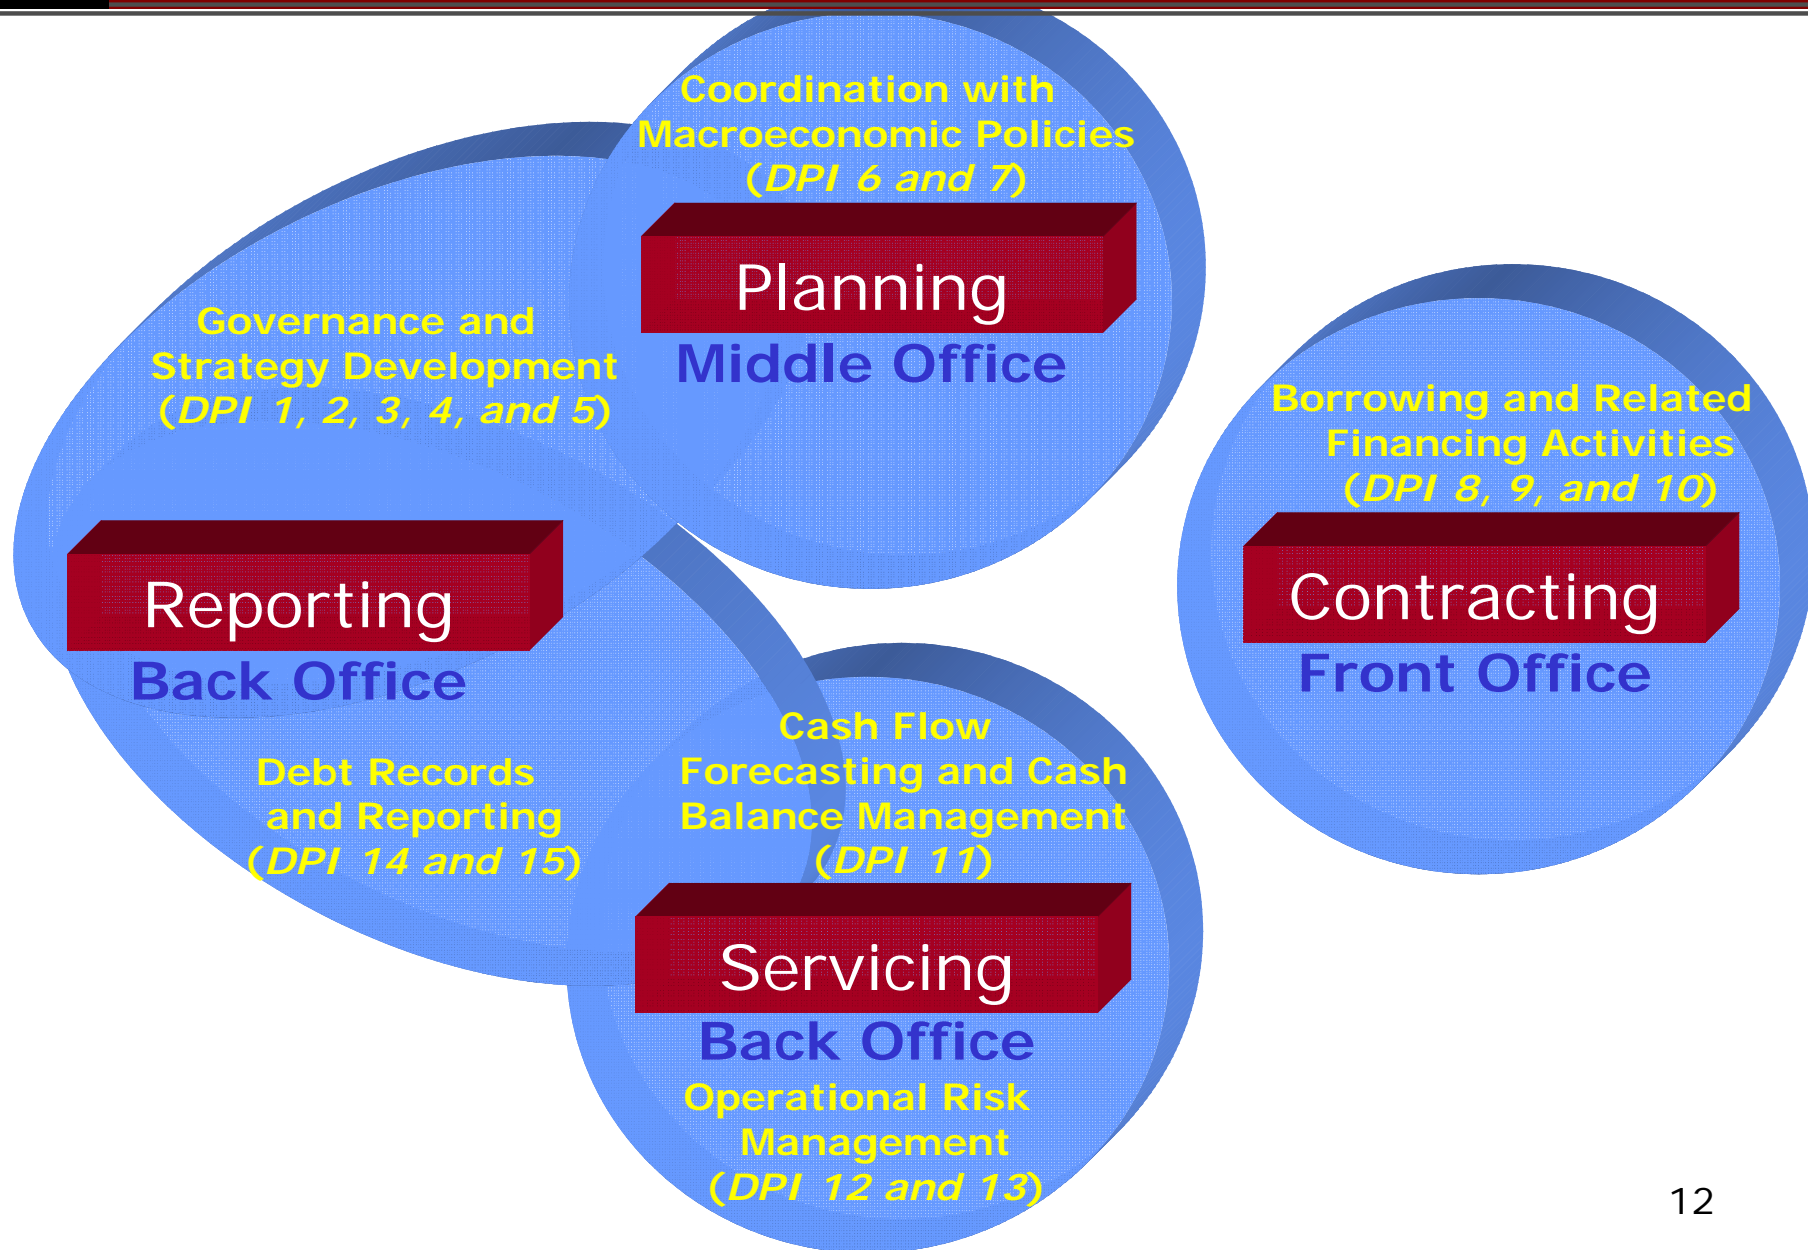 Coordination with
Macroeconomic Policies
(DPI 6 and 7)
Planning
Middle Office
Governance and
Strategy Development
(DPI 1, 2, 3, 4, and 5)
Reporting
Back Office
Debt Records
and Reporting
(DPI 14 and 15)
Borrowing and Related
Financing Activities
(DPI 8, 9, and 10)
Contracting
Front Office
Cash Flow
Forecasting and Cash
Balance Management
(DPI 11)
Servicing
Back Office
Operational Risk
Management
(DPI 12 and 13)
12